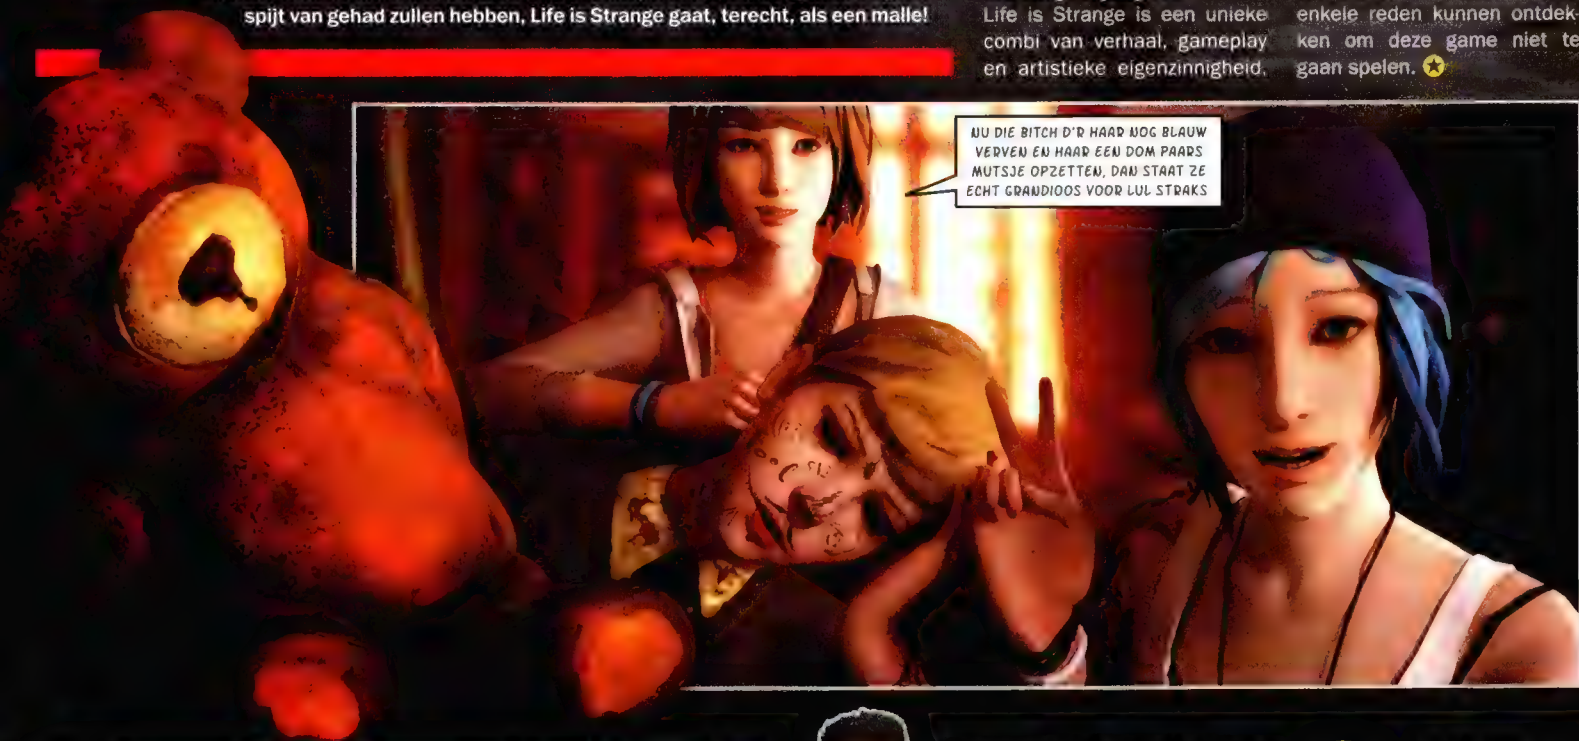 spijt van gehad zullen hebben, Life is Strange gaat, terecht, als een malle!
Life is Strange is een unieke
combi van verhaal, gameplay
en artistieke eigenzinnigheid.
enkele reden kunnen ontdek-
ken om deze game niet te
gaan spelen.
NU DIE BITCH D'R HAAR NOG BLAUW
VERVEN EN HAAR EEN DOM PAARS
MUTSJE OPZETTEN, DAN STAAT ZE
ECHT GRANDIOOS VOOR LUL STRAKS